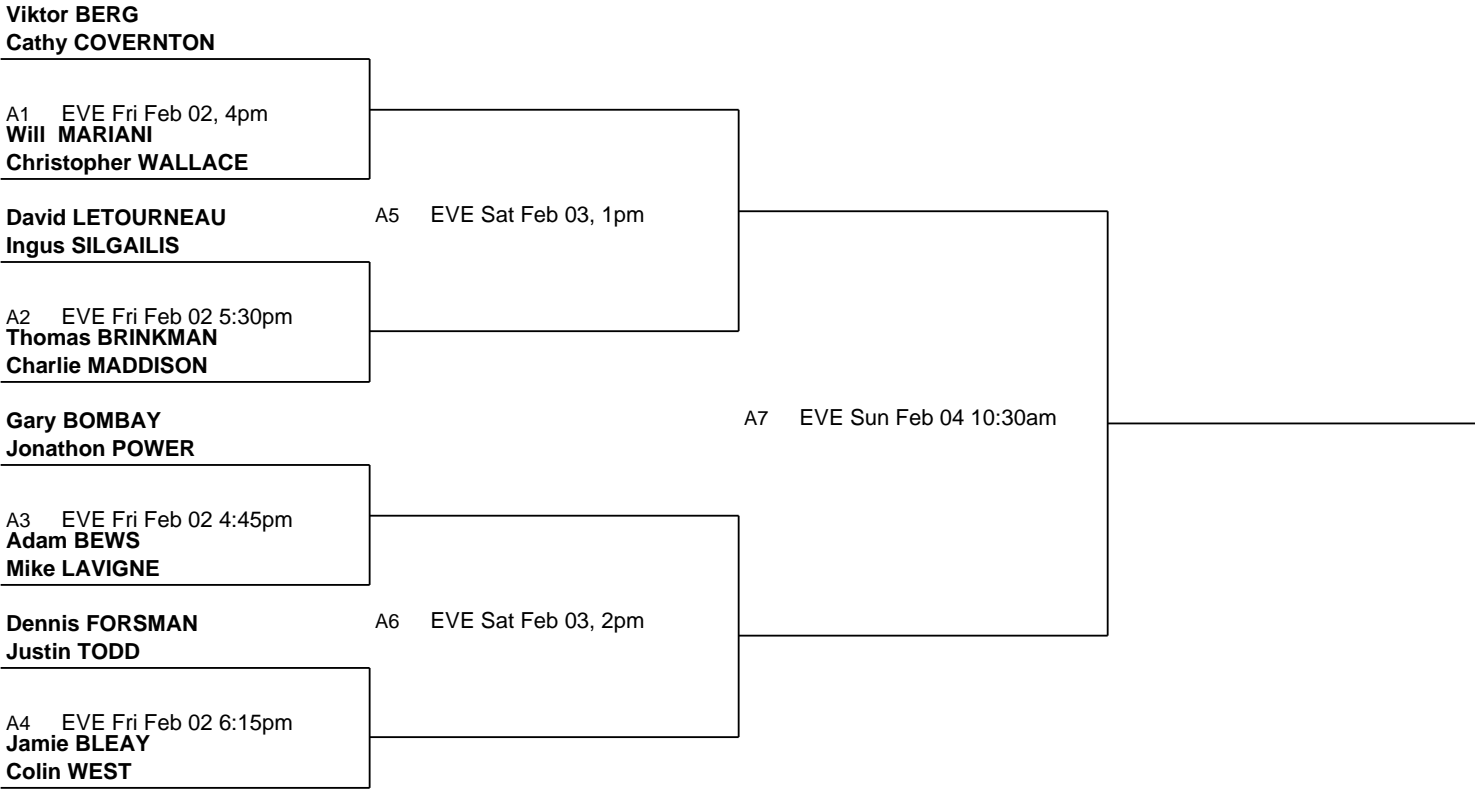 Viktor BERG
Cathy COVERNTON
A1 EVE Fri Feb 02, 4pm
Will MARIANI
Christopher WALLACE
David LETOURNEAU
Ingus SILGAILIS
A5 EVE Sat Feb 03, 1pm
A2 EVE Fri Feb 02 5:30pm
Thomas BRINKMAN
Charlie MADDISON
Gary BOMBAY
Jonathon POWER
A7 EVE Sun Feb 04 10:30am
A3 EVE Fri Feb 02 4:45pm
Adam BEWS
Mike LAVIGNE
Dennis FORSMAN
Justin TODD
A6 EVE Sat Feb 03, 2pm
A4 EVE Fri Feb 02 6:15pm
Jamie BLEAY
Colin WEST